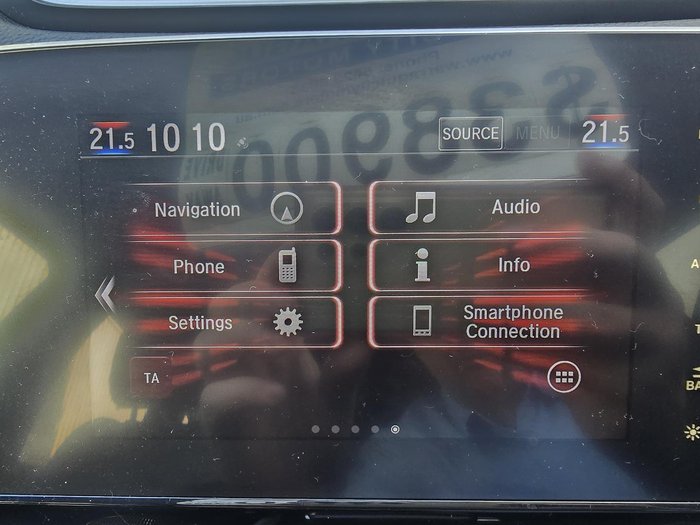 21.5 10 10 SOURCE MENU 21.5
Navigation
Audio
Phone
Info
Settings
Smartphone
Connection
TA